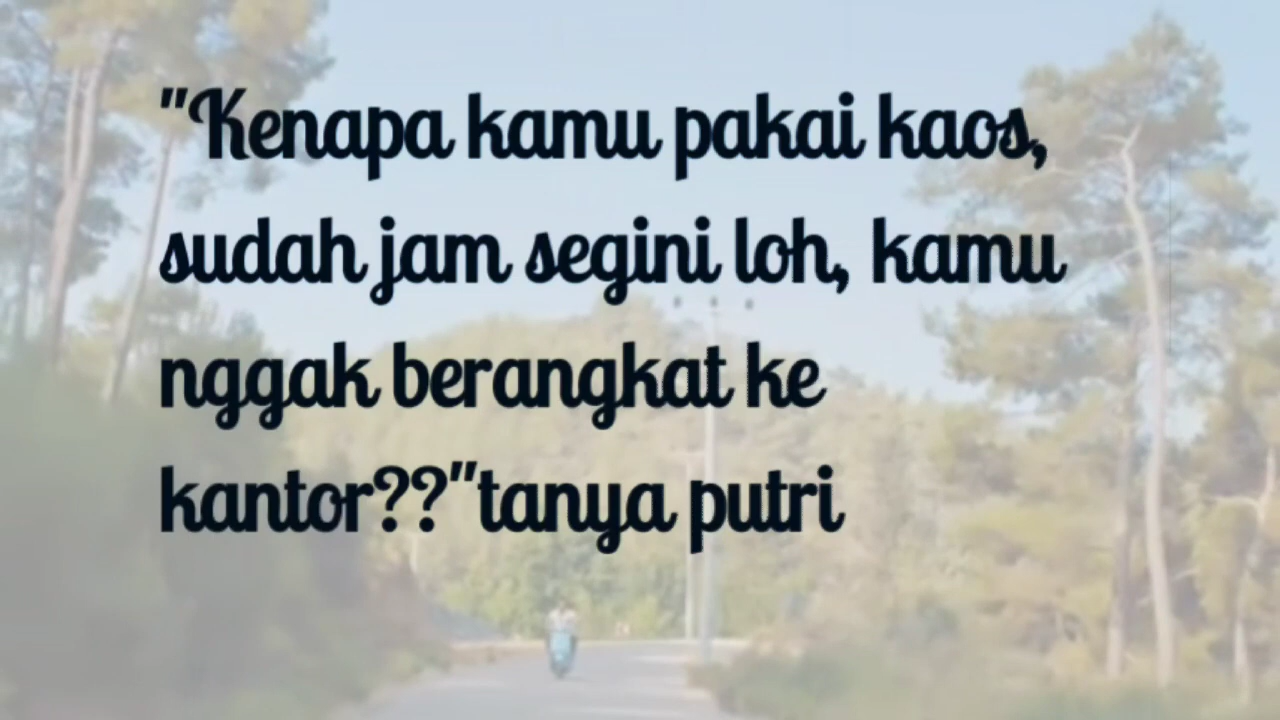 "Kenapa kamu pakai kaos,
sudah jam segini loh, kamu
nggak berangkat ke
kantor??"tanya putri